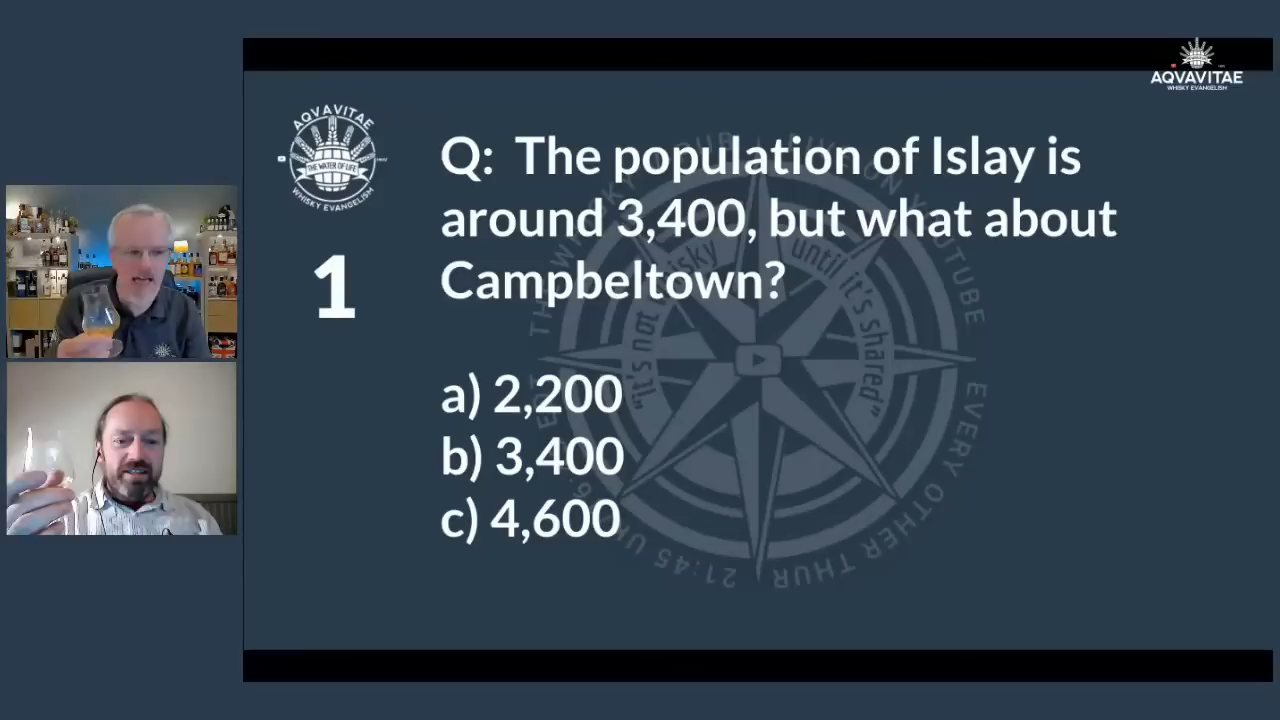 AQVAVITAE
WHISKY EVANGELISM
AQVAVITAE
THE WATER OF LIFE
WHISKY EVANGELISM
1
Q: The population of Islay is
around 3,400, but what about
Campbeltown?
a) 2,200
b) 3,400
c) 4,600
"it's not whisky
until it's shared"
EVERY OTHER THUR
21:45